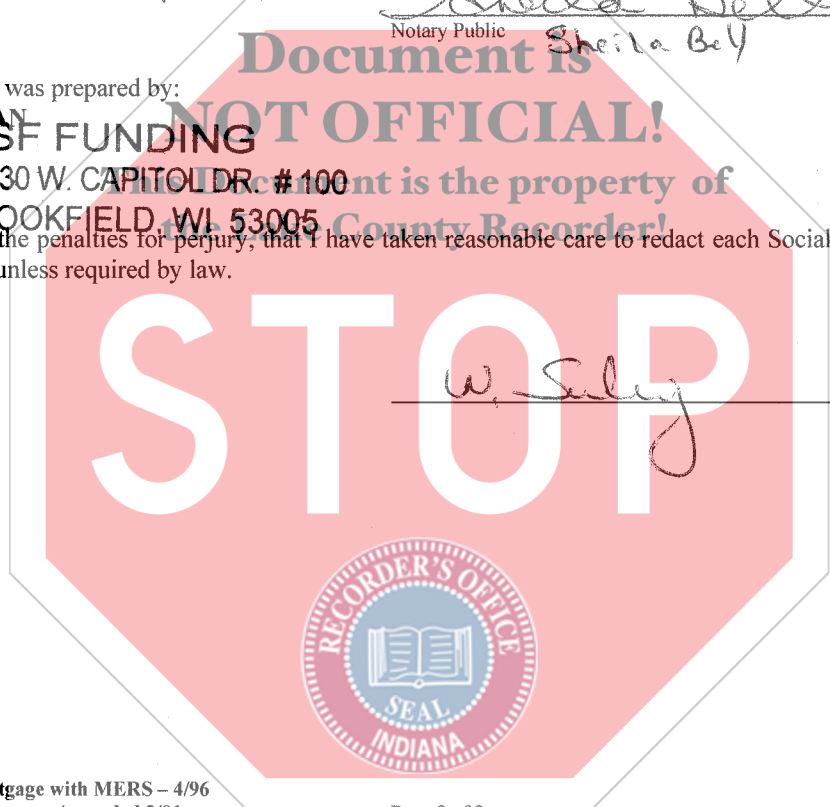 Notary Public
Sheila Bell
Document is
was prepared by:
NOT OFFICIAL!
SF FUNDING
30 W. CAPITOL DR. # 100
This Document is the property of
OOKFIELD, WI 53005
the Lake County Recorder!
the penalties for perjury, that I have taken reasonable care to redact each Social
unless required by law.
STOP
W.
RECORDER'S OFFICE
SEAL
INDIANA
tgage with MERS – 4/96